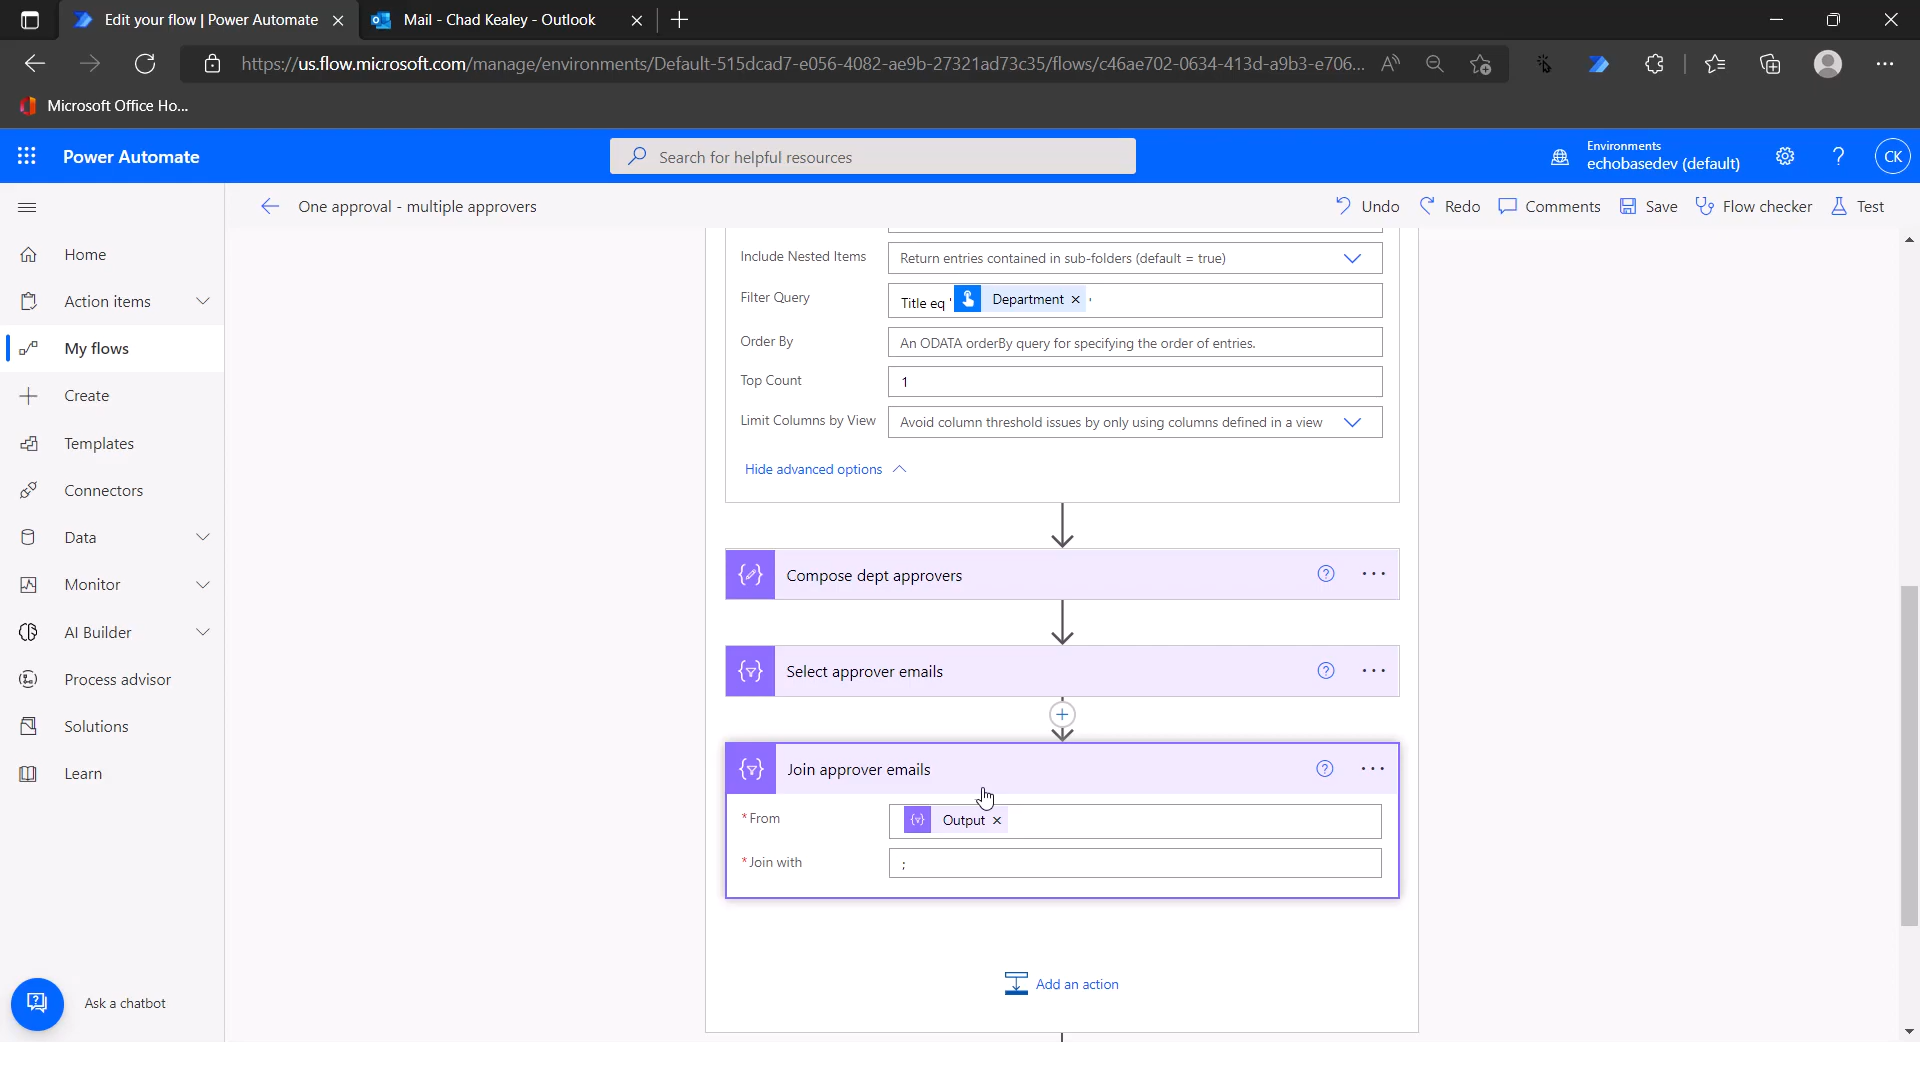 Edit your flow | Power Automate
Mail - Chad Kealey - Outlook
https://us.flow.microsoft.com/manage/environments/Default-515dcad7-e056-4082-ae9b-27321ad73c35/flows/c46ae702-0634-413d-a9b3-e706...
Microsoft Office Ho...
Power Automate
Search for helpful resources
Environments
echobasedev (default)
CK
One approval - multiple approvers
Undo
Redo
Comments
Save
Flow checker
Test
Home
Action items
My flows
Create
Templates
Connectors
Data
Monitor
AI Builder
Process advisor
Solutions
Learn
Ask a chatbot
Include Nested Items
Return entries contained in sub-folders (default = true)
Filter Query
Title eq ' Department × '
Order By
An ODATA orderBy query for specifying the order of entries.
Top Count
1
Limit Columns by View
Avoid column threshold issues by only using columns defined in a view
Hide advanced options
Compose dept approvers
Select approver emails
Join approver emails
* From
Output ×
* Join with
;
Add an action